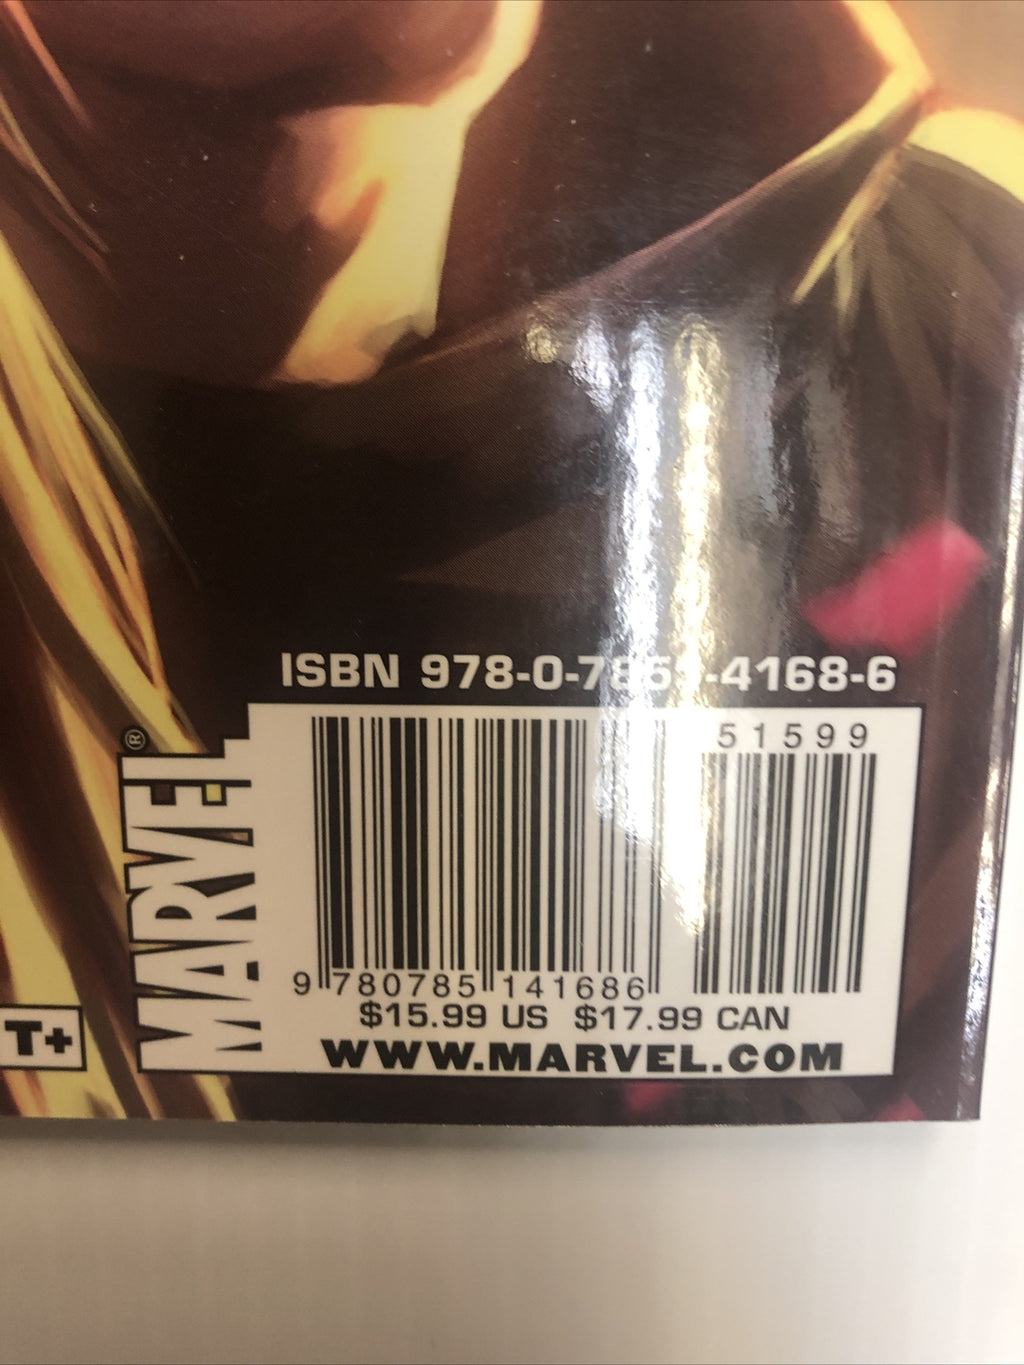 ISBN 978-0-7851-4168-6
51599
MARVEL®
9 780785 141686
$15.99 US $17.99 CAN
WWW.MARVEL.COM
T+